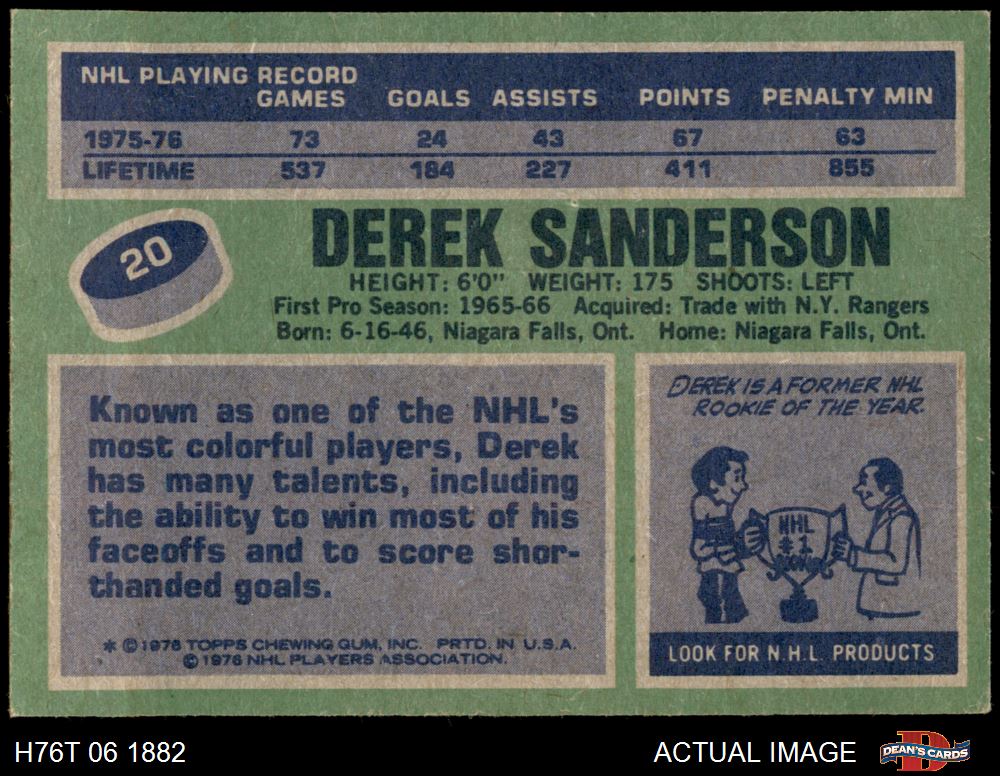 NHL PLAYING RECORD
GAMES GOALS ASSISTS POINTS PENALTY MIN
1975-76 73 24 43 67 63
LIFETIME 537 184 227 411 855
20
DEREK SANDERSON
HEIGHT: 6'0" WEIGHT: 175 SHOOTS: LEFT
First Pro Season: 1965-66 Acquired: Trade with N.Y. Rangers
Born: 6-16-46, Niagara Falls, Ont. Home: Niagara Falls, Ont.
Known as one of the NHL's
most colorful players, Derek
has many talents, including
the ability to win most of his
faceoffs and to score shor-
thanded goals.
* © 1976 TOPPS CHEWING GUM, INC. PRTD. IN U.S.A.
© 1976 NHL PLAYERS ASSOCIATION.
DEREK IS A FORMER NHL
ROOKIE OF THE YEAR.
NHL
#1
LOOK FOR N.H.L. PRODUCTS
H76T 06 1882
ACTUAL IMAGE
DEAN'S CARDS